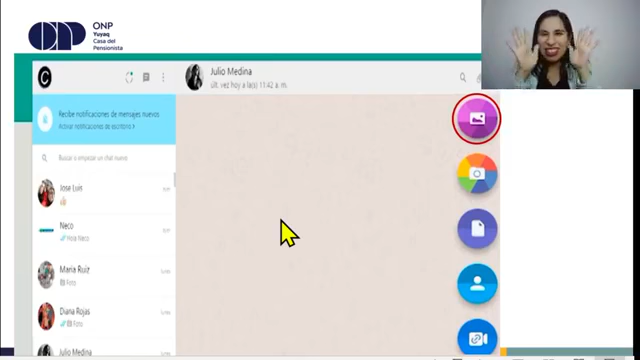 ONP
ONP
Yuyaq
Casa del
Pensionista
Julio Medina
últ. vez hoy a la(s) 11:42 a. m.
Recibe notificaciones de mensajes nuevos
Activar notificaciones de escritorio
Buscar o empezar un chat nuevo
Jose Luis
Neco
Hola Neco
Maria Ruiz
Foto
Diana Rojas
Foto
Julio Medina